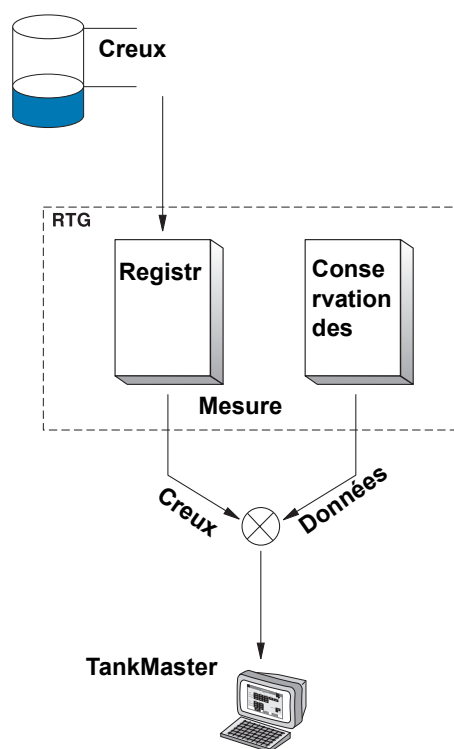 Creux
RTG
Registr
Conse
rvation
des
Mesure
Creux
Données
TankMaster